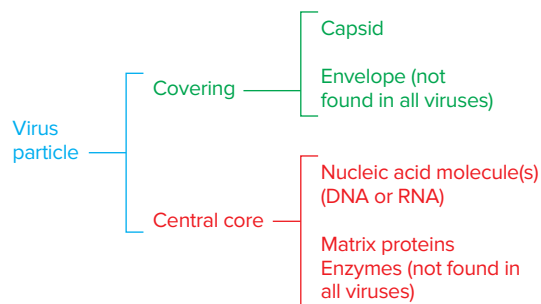 Virus
particle
Covering
Capsid
Envelope (not
found in all viruses)
Central core
Nucleic acid molecule(s)
(DNA or RNA)
Matrix proteins
Enzymes (not found in
all viruses)